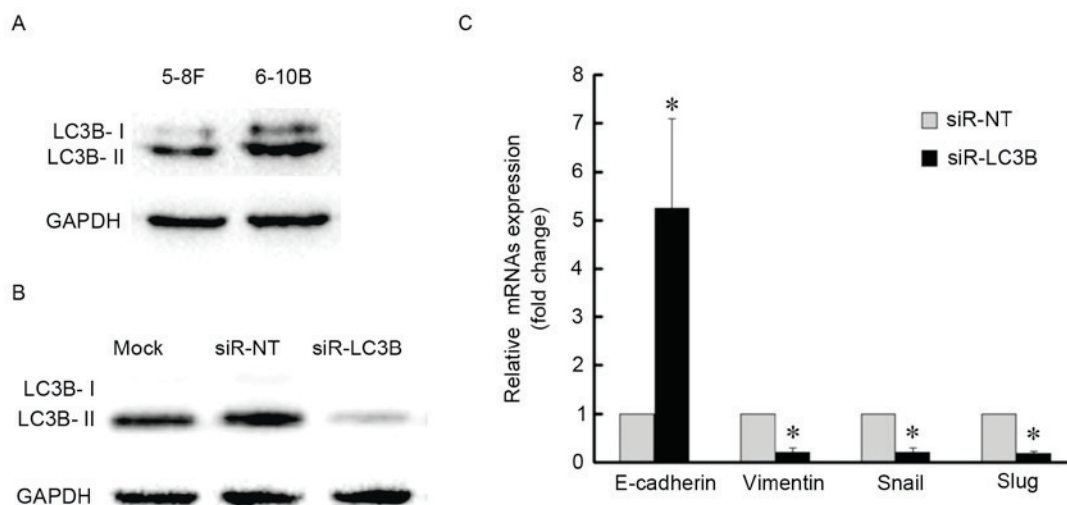 A
5-8F 6-10B
LC3B- I
LC3B- II
GAPDH
B
Mock siR-NT siR-LC3B
LC3B- I
LC3B- II
GAPDH
C
Relative mRNAs expression
(fold change)
8
7
6
5
4
3
2
1
0
*
*
*
*
siR-NT
siR-LC3B
E-cadherin Vimentin Snail Slug